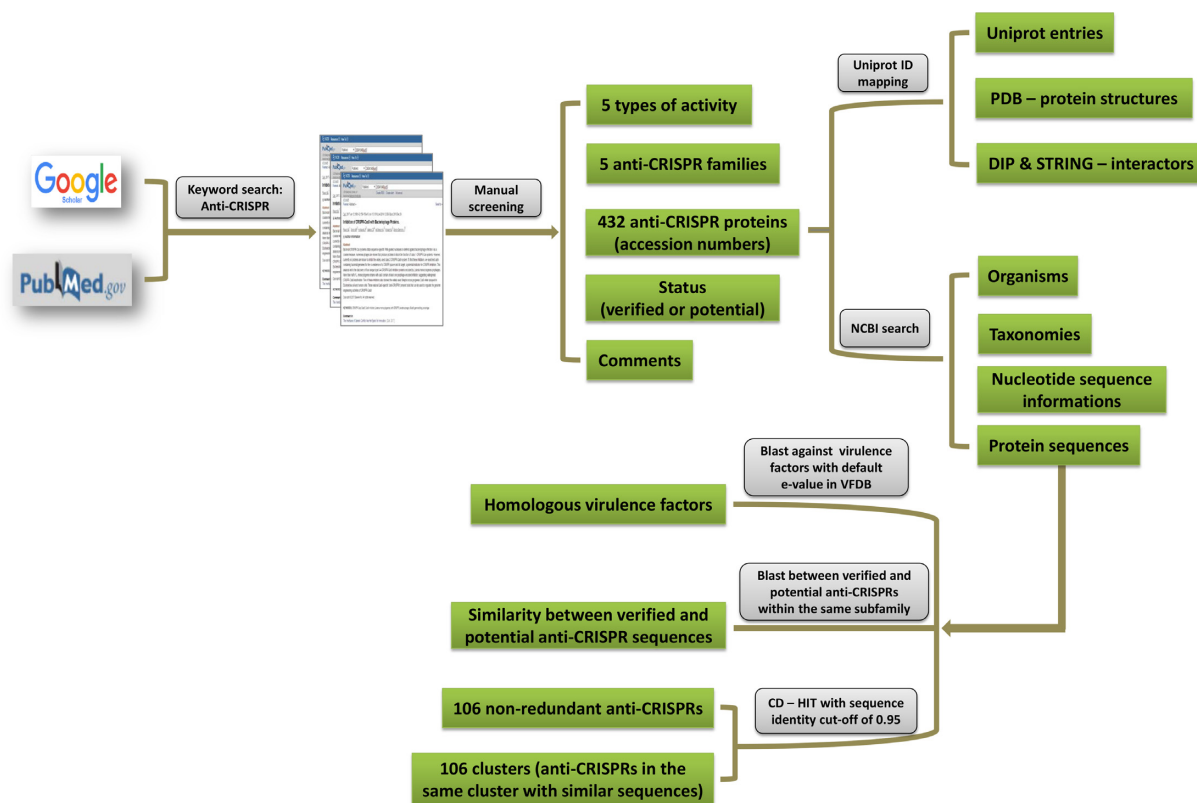 Google
Scholar
PubMed.gov
Keyword search:
Anti-CRISPR
Manual
screening
5 types of activity
5 anti-CRISPR families
432 anti-CRISPR proteins
(accession numbers)
Status
(verified or potential)
Comments
Uniprot ID
mapping
Uniprot entries
PDB – protein structures
DIP & STRING – interactors
NCBI search
Organisms
Taxonomies
Nucleotide sequence
informations
Protein sequences
Blast against virulence
factors with default
e-value in VFDB
Homologous virulence factors
Blast between verified and
potential anti-CRISPRs
within the same subfamily
Similarity between verified and
potential anti-CRISPR sequences
CD – HIT with sequence
identity cut-off of 0.95
106 non-redundant anti-CRISPRs
106 clusters (anti-CRISPRs in the
same cluster with similar sequences)